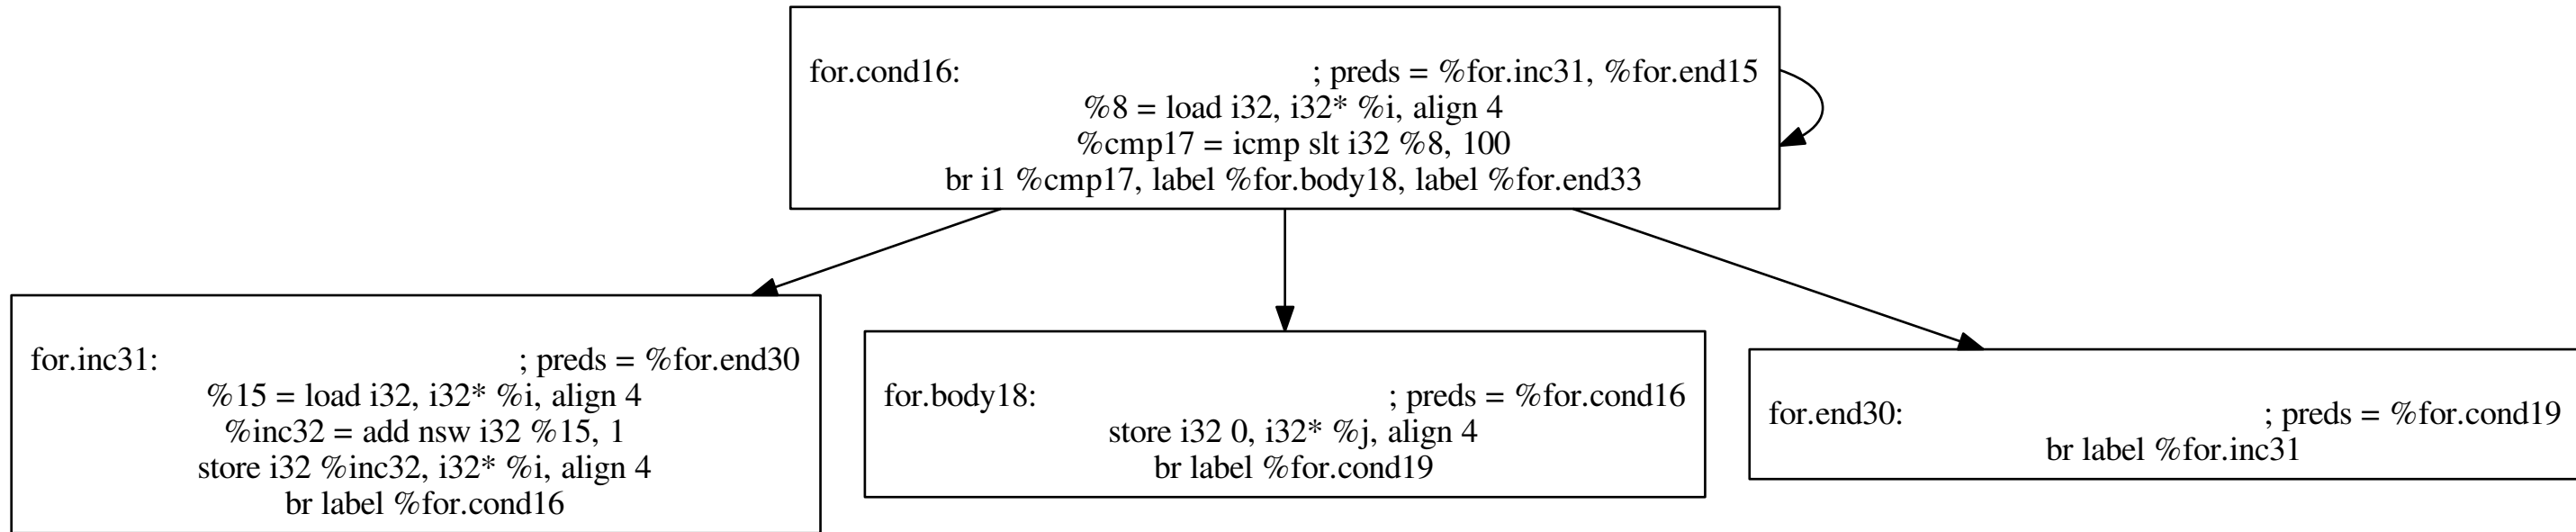 for.cond16: ; preds = %for.inc31, %for.end15
%8 = load i32, i32* %i, align 4
%cmp17 = icmp slt i32 %8, 100
br i1 %cmp17, label %for.body18, label %for.end33
for.inc31: ; preds = %for.end30
%15 = load i32, i32* %i, align 4
%inc32 = add nsw i32 %15, 1
store i32 %inc32, i32* %i, align 4
br label %for.cond16
for.body18: ; preds = %for.cond16
store i32 0, i32* %j, align 4
br label %for.cond19
for.end30: ; preds = %for.cond19
br label %for.inc31